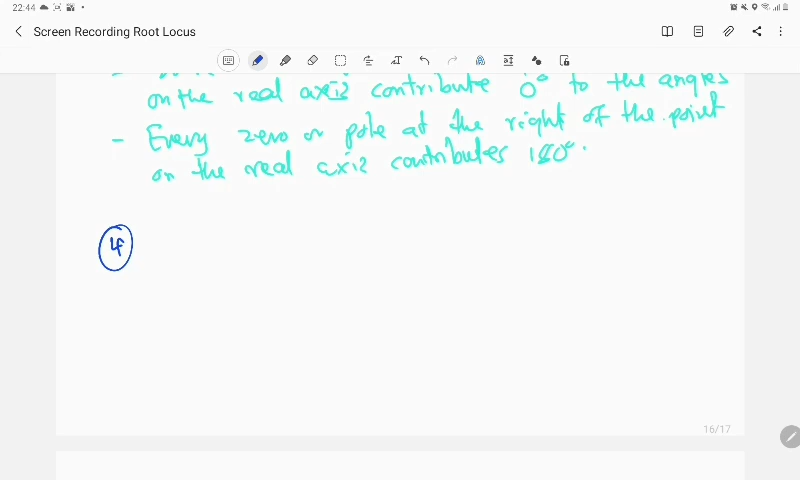 22:44
Screen Recording Root Locus
on the real axis contribute 0° to the angles
- Every zero or pole at the right of the point
on the real axis contributes 180°.
4
16/17